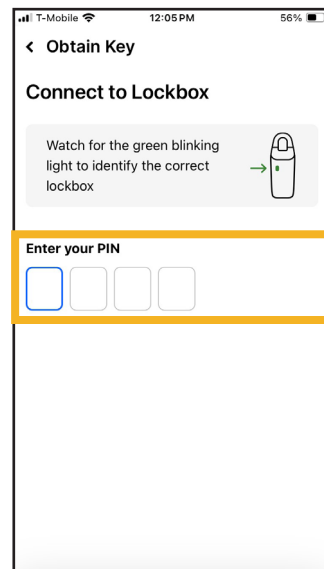 T-Mobile 12:05 PM 56%
Obtain Key
Connect to Lockbox
Watch for the green blinking
light to identify the correct
lockbox
Enter your PIN